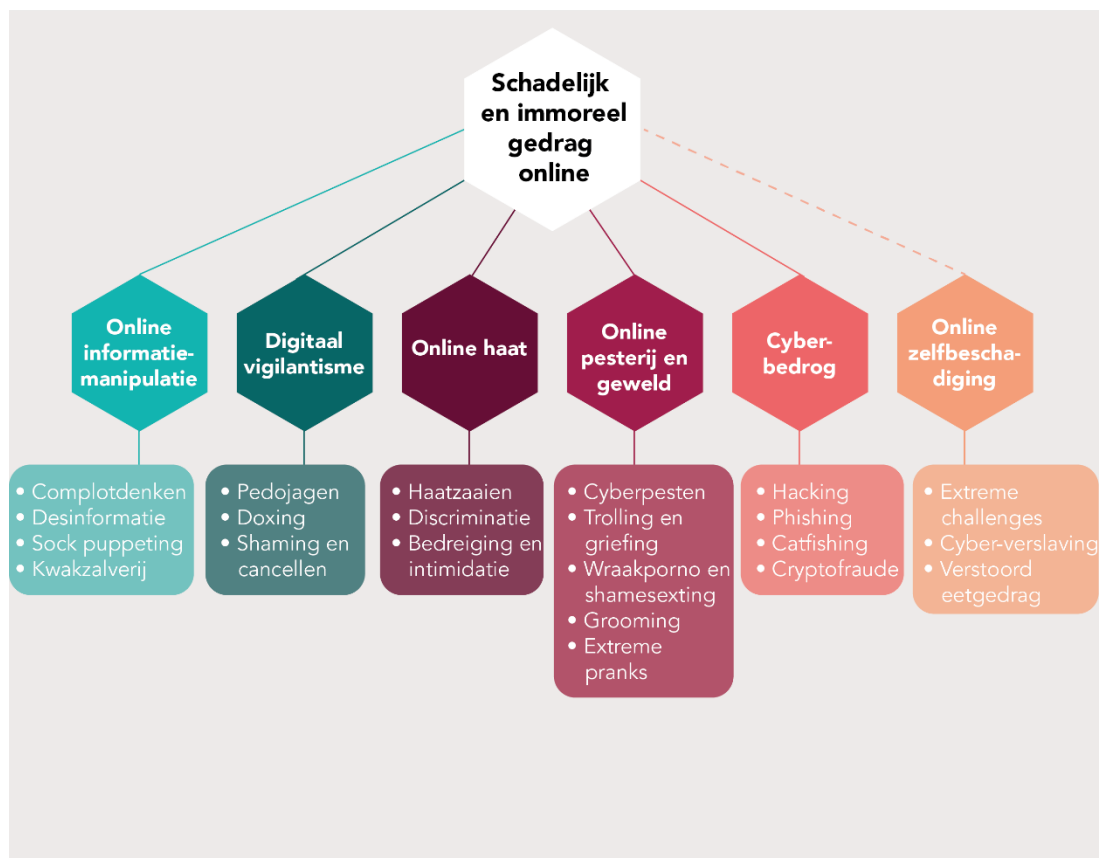 Schadelijk
en immoreel
gedrag
online
Online
informatie-
manipulatie
Digitaal
vigilantisme
Online haat
Online
pesterij en
geweld
Cyber-
bedrog
Online
zelfbescha-
diging
• Complotdenken
• Desinformatie
• Sock puppeting
• Kwakzalverij
• Pedojagen
• Doxing
• Shaming en
cancellen
• Haatzaaien
• Discriminatie
• Bedreiging en
intimidatie
• Cyberpesten
• Trolling en
griefing
• Wraakporno en
shamesexting
• Grooming
• Extreme
pranks
• Hacking
• Phishing
• Catfishing
• Cryptofraude
• Extreme
challenges
• Cyber-verslaving
• Verstoord
eetgedrag